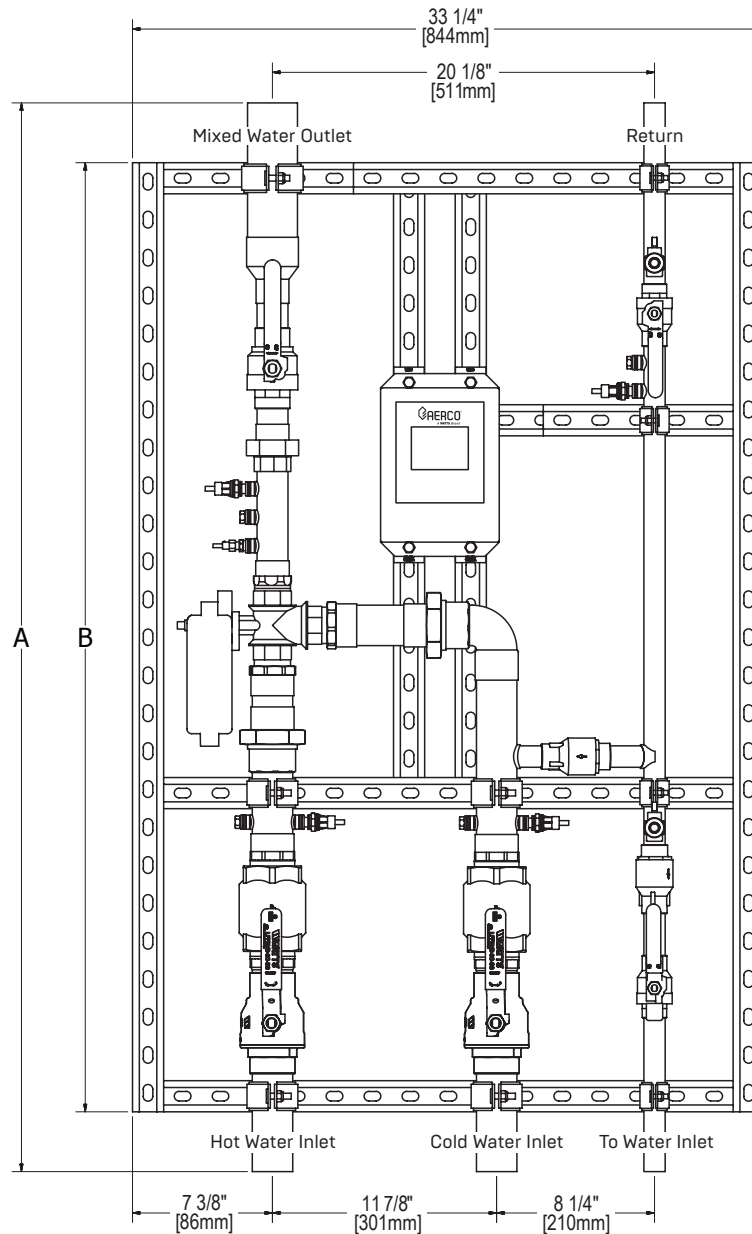 33 1/4"
[844mm]
20 1/8"
[511mm]
Mixed Water Outlet
Return
AERCO
A
B
Hot Water Inlet
Cold Water Inlet
To Water Inlet
7 3/8"
[86mm]
11 7/8"
[301mm]
8 1/4"
[210mm]